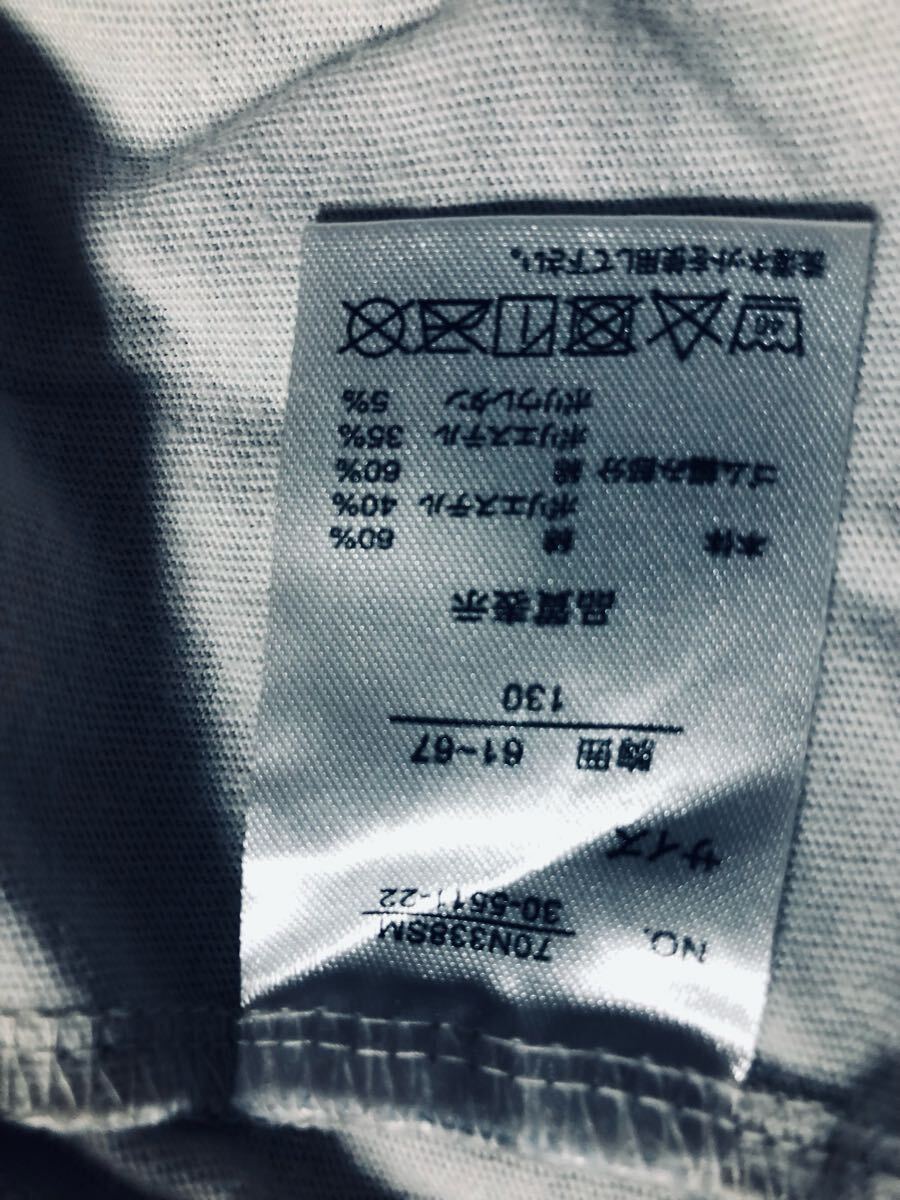 NO. 70N338SM
30-5511-22
サイズ
胸囲 61~67
130
品質表示
本体 綿 60%
ポリエステル 40%
ゴム編み部分 綿 60%
ポリエステル 35%
ポリウレタン 5%
40
洗濯ネットを使用して下さい。